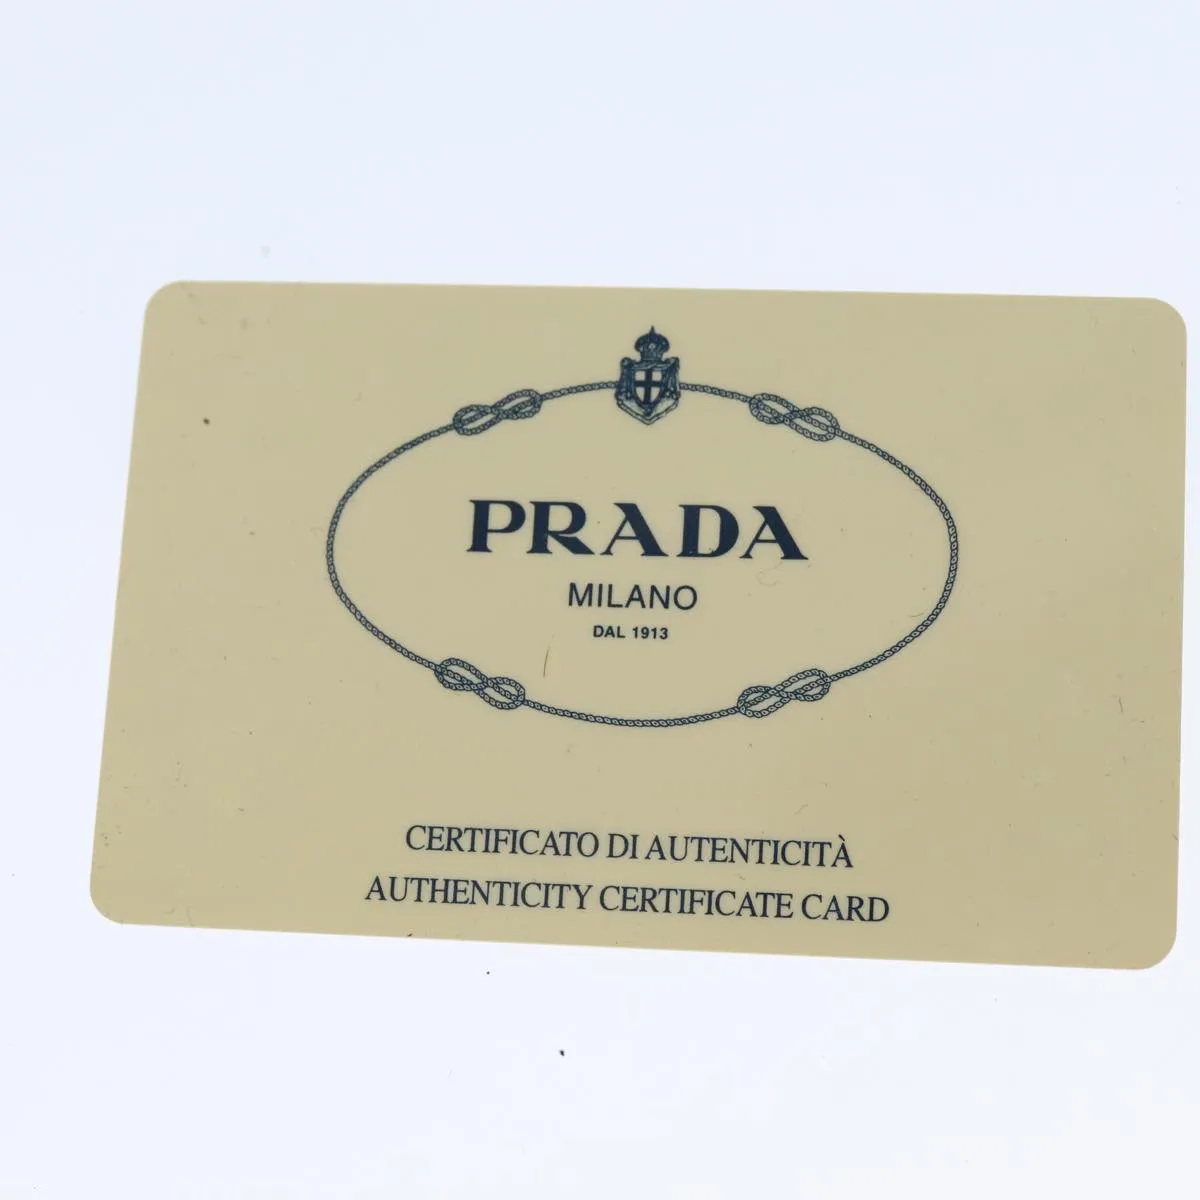 PRADA
MILANO
DAL 1913
CERTIFICATO DI AUTENTICITÀ
AUTHENTICITY CERTIFICATE CARD